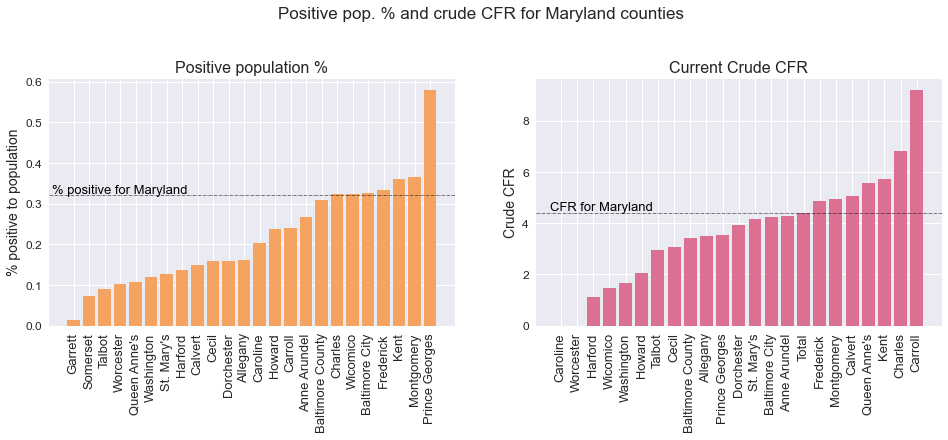 Positive pop. % and crude CFR for Maryland counties
Positive population %
% positive to population
0.6
0.5
0.4
0.3
0.2
0.1
0.0
% positive for Maryland
Garrett
Somerset
Talbot
Worcester
Queen Anne's
Washington
St. Mary's
Harford
Calvert
Cecil
Dorchester
Allegany
Caroline
Howard
Carroll
Anne Arundel
Baltimore County
Charles
Wicomico
Baltimore City
Frederick
Kent
Montgomery
Prince Georges
Current Crude CFR
Crude CFR
8
6
4
2
0
CFR for Maryland
Caroline
Worcester
Harford
Wicomico
Washington
Howard
Talbot
Cecil
Baltimore County
Allegany
Prince Georges
Dorchester
St. Mary's
Baltimore City
Anne Arundel
Total
Frederick
Montgomery
Calvert
Queen Anne's
Kent
Charles
Carroll